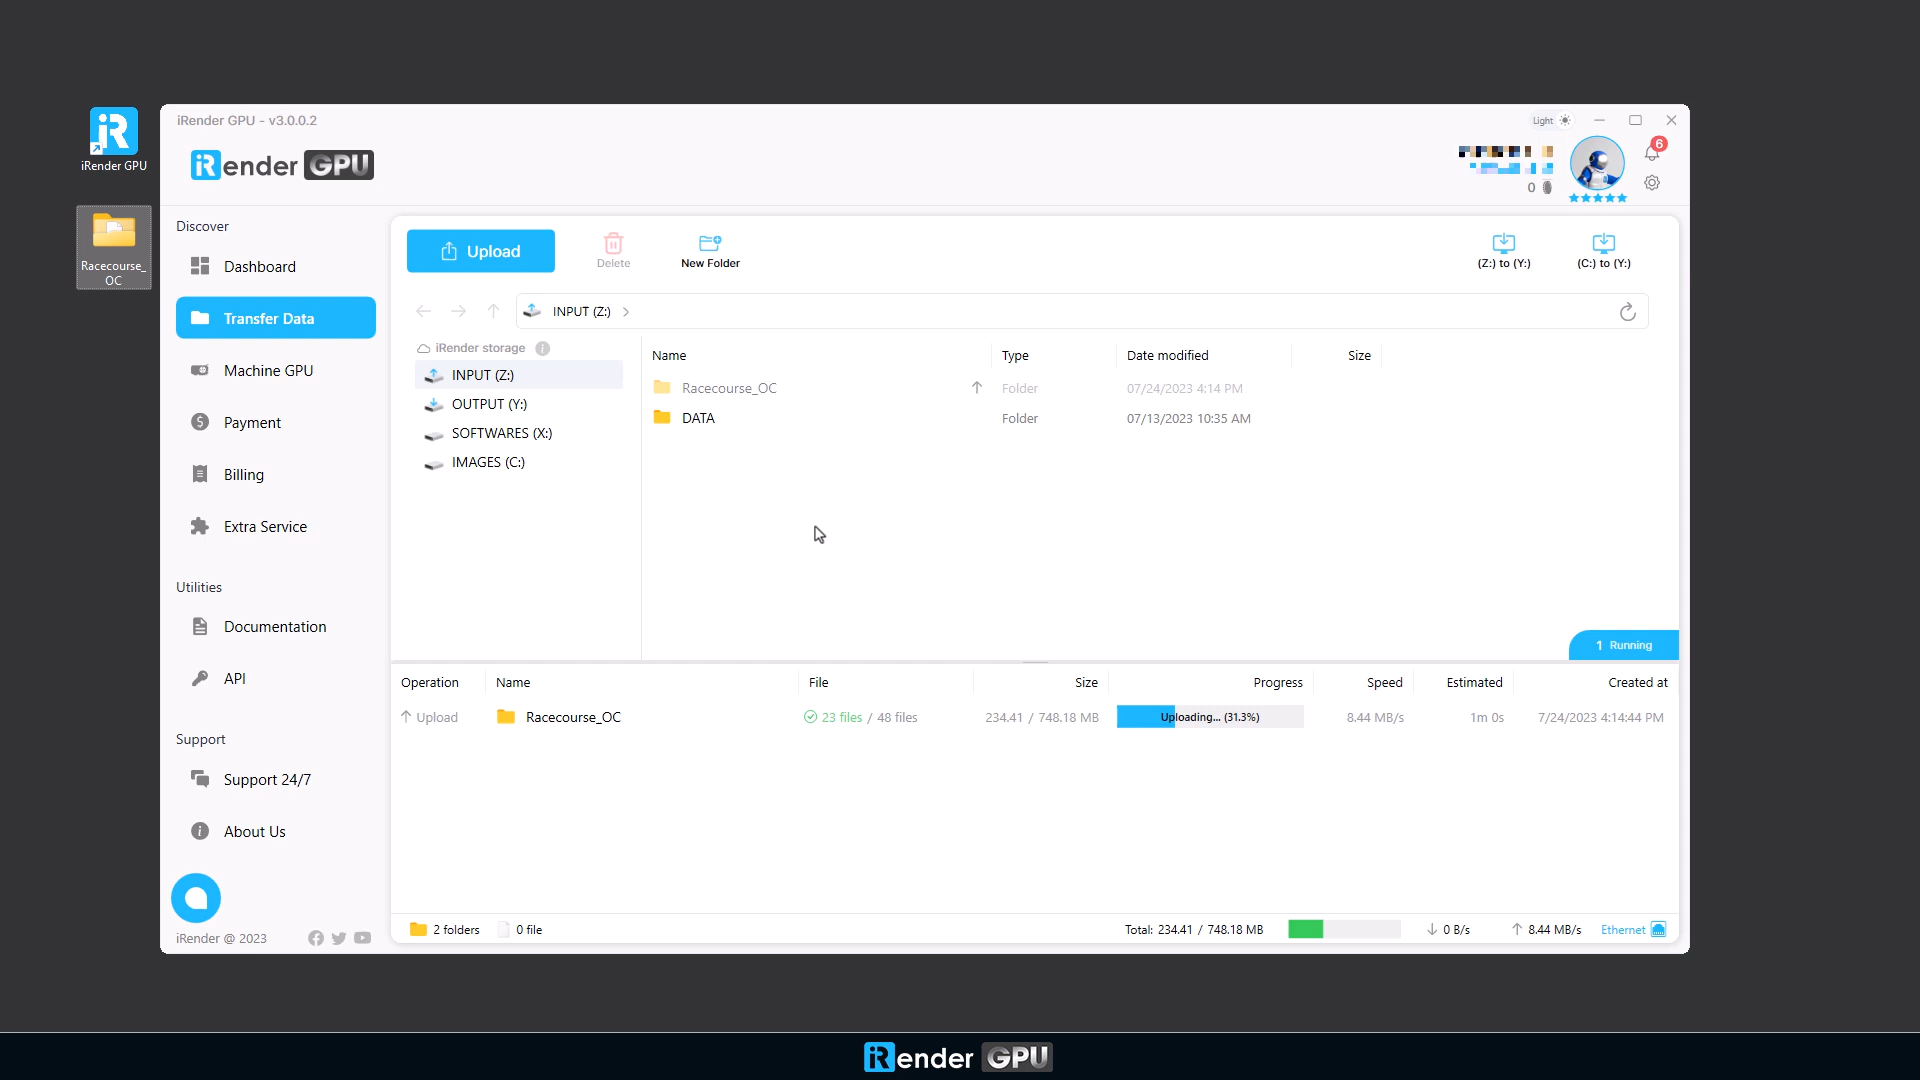 iRender GPU
Racecourse_
OC
iRender GPU - v3.0.0.2
Light
iRender GPU
0
6
Discover
Dashboard
Transfer Data
Machine GPU
Payment
Billing
Extra Service
Utilities
Documentation
API
Support
Support 24/7
About Us
iRender @ 2023
Upload
Delete
New Folder
(Z:) to (Y:)
(C:) to (Y:)
INPUT (Z:)
iRender storage
INPUT (Z:)
OUTPUT (Y:)
SOFTWARES (X:)
IMAGES (C:)
Name Type Date modified Size
Racecourse_OC Folder 07/24/2023 4:14 PM
DATA Folder 07/13/2023 10:35 AM
1 Running
Operation Name File Size Progress Speed Estimated Created at
Upload Racecourse_OC 23 files / 48 files 234.41 / 748.18 MB Uploading... (31.3%) 8.44 MB/s 1m 0s 7/24/2023 4:14:44 PM
2 folders 0 file Total: 234.41 / 748.18 MB 0 B/s 8.44 MB/s Ethernet
iRender GPU